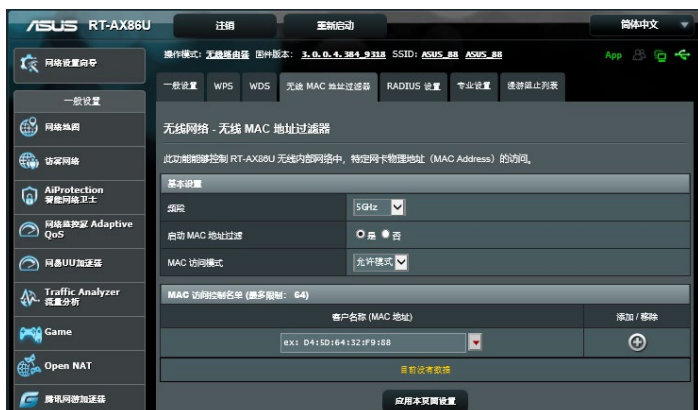 ASUS RT-AX86U 注销 重新启动 简体中文
操作模式: 无线路由器 固件版本: 3.0.0.4.384_9318 SSID: ASUS_88 ASUS_88 App
网络设置向导
一般设置 WPS WDS 无线 MAC 地址过滤器 RADIUS 设置 专业设置 漫游阻止列表
一般设置
网络地图
访客网络
AiProtection
智能网络卫士
网络监控家 Adaptive
QoS
网易UU加速器
Traffic Analyzer
流量分析
Game
Open NAT
腾讯网游加速器
无线网络 - 无线 MAC 地址过滤器
此功能能够控制 RT-AX86U 无线内部网络中,特定网卡物理地址(MAC Address)的访问。
基本设置
频段 5GHz
启动 MAC 地址过滤 是 否
MAC 访问模式 允许模式
MAC 访问控制名单 (最多限制: 64)
客户名称 (MAC 地址) 添加 / 移除
ex: D4:5D:64:32:F9:88
目前没有数据
应用本页面设置